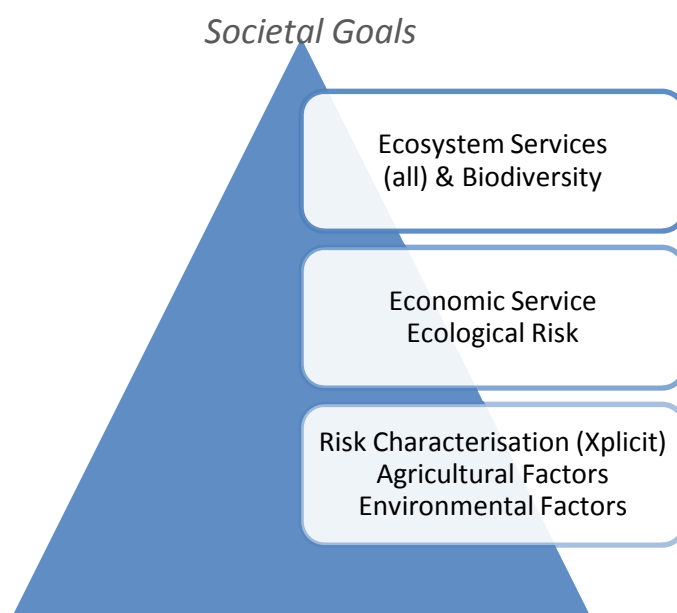 Societal Goals
Ecosystem Services
(all) & Biodiversity
Economic Service
Ecological Risk
Risk Characterisation (Xplicit)
Agricultural Factors
Environmental Factors